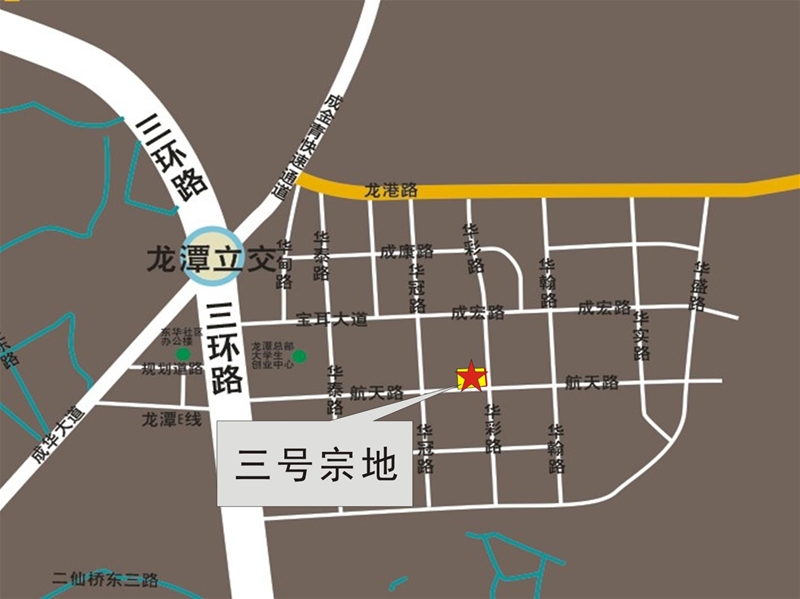 成金青快速通道
三环路
龙港路
龙潭立交
华甸路
华泰路
成康路
华冠路
华彩路
华翰路
华盛路
三环路
宝耳大道
成宏路
成宏路
华实路
东华社区
办公楼
龙潭总部
大学生
创业中心
规划道路
华泰路
航天路
航天路
龙潭E线
成华大道
东路
华冠路
华彩路
华翰路
三号宗地
二仙桥东三路